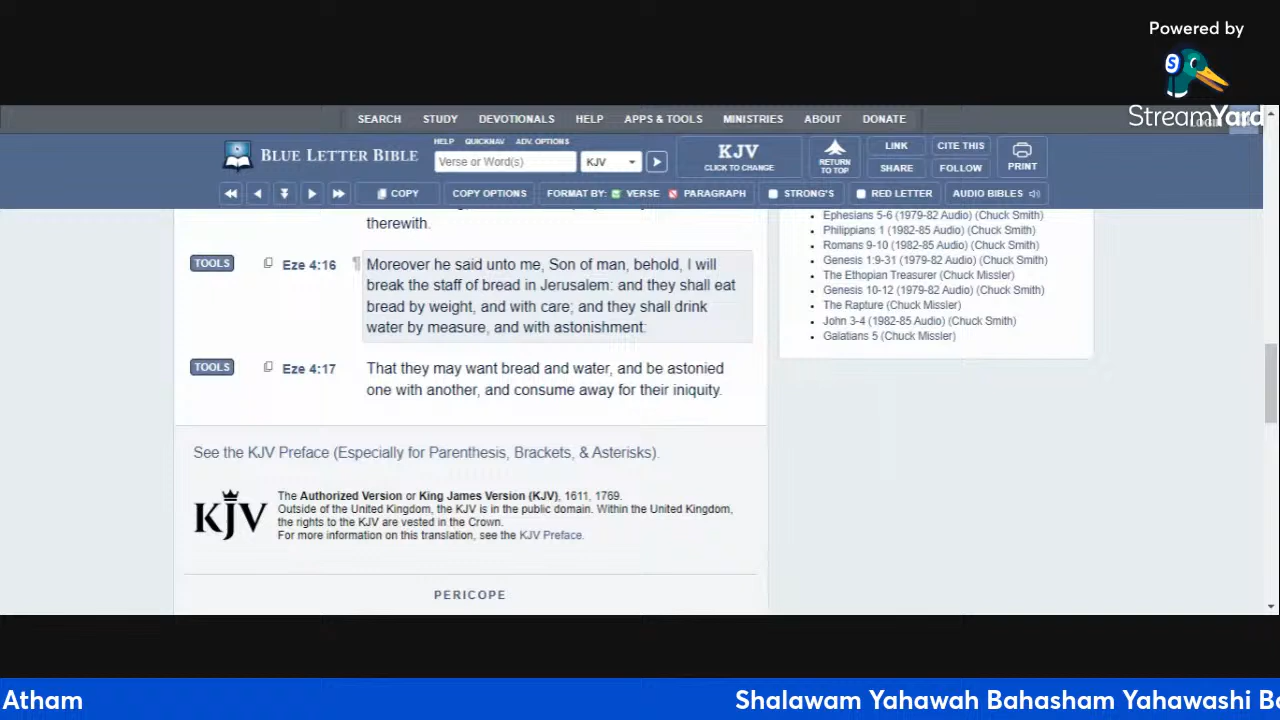 Powered by
StreamYard
SEARCH STUDY DEVOTIONALS HELP APPS & TOOLS MINISTRIES ABOUT DONATE
HELP QUICKNAV ADV. OPTIONS
BLUE LETTER BIBLE
Verse or Word(s)
KJV
KJV
CLICK TO CHANGE
RETURN
TO TOP
LINK
CITE THIS
SHARE
FOLLOW
PRINT
COPY
COPY OPTIONS
FORMAT BY: VERSE PARAGRAPH
STRONG'S
RED LETTER
AUDIO BIBLES
therewith.
TOOLS
Eze 4:16
¶
Moreover he said unto me, Son of man, behold, I will
break the staff of bread in Jerusalem: and they shall eat
bread by weight, and with care; and they shall drink
water by measure, and with astonishment:
TOOLS
Eze 4:17
That they may want bread and water, and be astonied
one with another, and consume away for their iniquity.
See the KJV Preface (Especially for Parenthesis, Brackets, & Asterisks).
KJV
The Authorized Version or King James Version (KJV), 1611, 1769.
Outside of the United Kingdom, the KJV is in the public domain. Within the United Kingdom,
the rights to the KJV are vested in the Crown.
For more information on this translation, see the KJV Preface.
PERICOPE
Ephesians 5-6 (1979-82 Audio) (Chuck Smith)
Philippians 1 (1982-85 Audio) (Chuck Smith)
Romans 9-10 (1982-85 Audio) (Chuck Smith)
Genesis 1:9-31 (1979-82 Audio) (Chuck Smith)
The Ethopian Treasurer (Chuck Missler)
Genesis 10-12 (1979-82 Audio) (Chuck Smith)
The Rapture (Chuck Missler)
John 3-4 (1982-85 Audio) (Chuck Smith)
Galatians 5 (Chuck Missler)
Atham
Shalawam Yahawah Bahasham Yahawashi